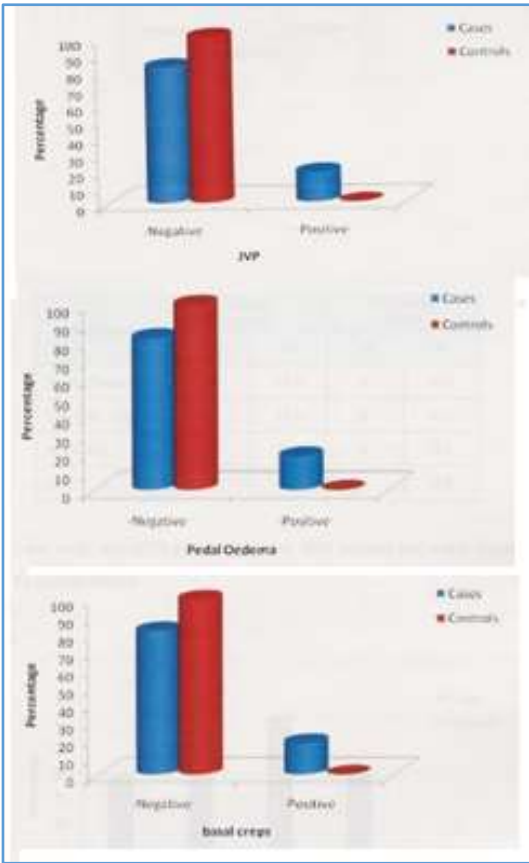 Cases
Controls
Percentage
100
90
80
70
60
50
40
30
20
10
0
Negative
Positive
JVP
Cases
Controls
Percentage
100
90
80
70
60
50
40
30
20
10
0
Negative
Positive
Pedal Oedema
Cases
Controls
Percentage
100
90
80
70
60
50
40
30
20
10
0
Negative
Positive
basal creps